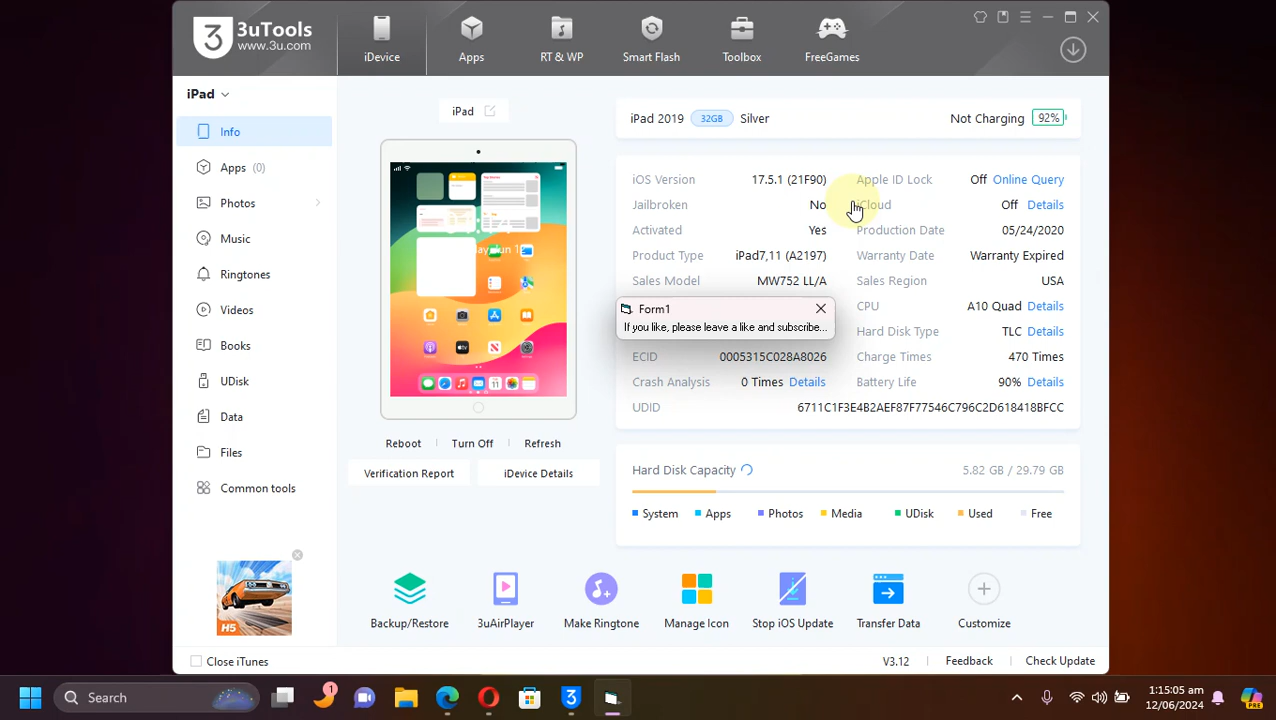 3uTools
www.3u.com
iDevice
Apps
RT & WP
Smart Flash
Toolbox
FreeGames
iPad
Info
Apps (0)
Photos
Music
Ringtones
Videos
Books
UDisk
Data
Files
Common tools
H5
Close iTunes
iPad
Reboot
Turn Off
Refresh
Verification Report
iDevice Details
iPad 2019 32GB Silver
Not Charging 92%
iOS Version 17.5.1 (21F90)
Apple ID Lock Off Online Query
Jailbroken No
Cloud Off Details
Activated Yes
Production Date 05/24/2020
Product Type iPad7,11 (A2197)
Warranty Date Warranty Expired
Sales Model MW752 LL/A
Sales Region USA
Form1
If you like, please leave a like and subscribe...
CPU A10 Quad Details
Hard Disk Type TLC Details
ECID 0005315C028A8026
Charge Times 470 Times
Crash Analysis 0 Times Details
Battery Life 90% Details
UDID 6711C1F3E4B2AEF87F77546C796C2D618418BFCC
Hard Disk Capacity 5.82 GB / 29.79 GB
System Apps Photos Media UDisk Used Free
Backup/Restore
3uAirPlayer
Make Ringtone
Manage Icon
Stop iOS Update
Transfer Data
Customize
V3.12
Feedback
Check Update
Search
1
3
1:15:05 am
12/06/2024
PRE